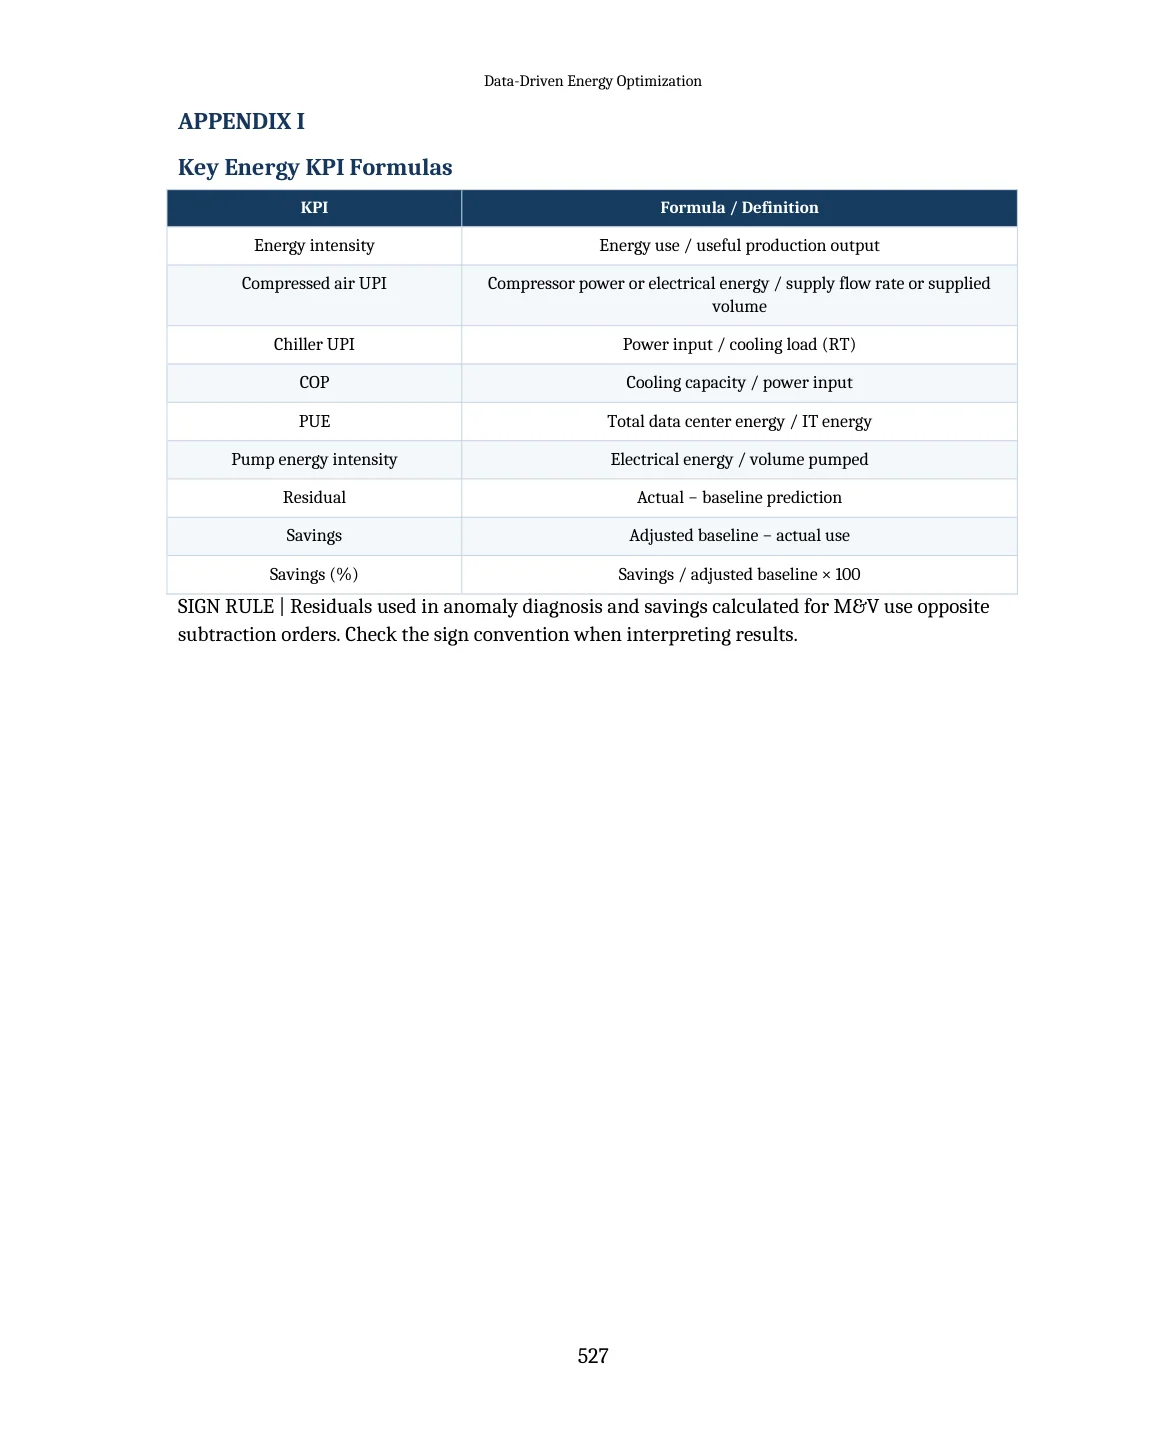 Data-Driven Energy Optimization
APPENDIX I
Key Energy KPI Formulas
KPI Formula / Definition
Energy intensity Energy use / useful production output
Compressed air UPI Compressor power or electrical energy / supply flow rate or supplied
volume
Chiller UPI Power input / cooling load (RT)
COP Cooling capacity / power input
PUE Total data center energy / IT energy
Pump energy intensity Electrical energy / volume pumped
Residual Actual − baseline prediction
Savings Adjusted baseline − actual use
Savings (%) Savings / adjusted baseline × 100
SIGN RULE | Residuals used in anomaly diagnosis and savings calculated for M&V use opposite
subtraction orders. Check the sign convention when interpreting results.
527